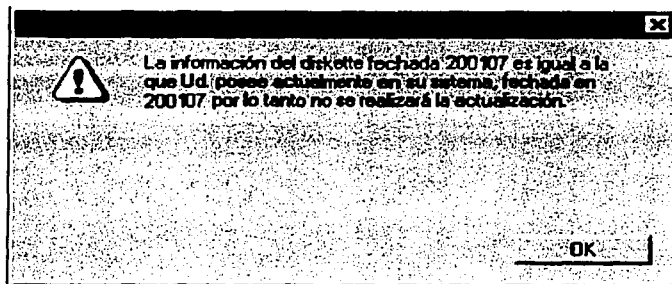 La información del diskette fechada 200107 es igual a la
que Ud. posee actualmente en su sistema, fechada en
200107 por lo tanto no se realizará la actualización.
OK